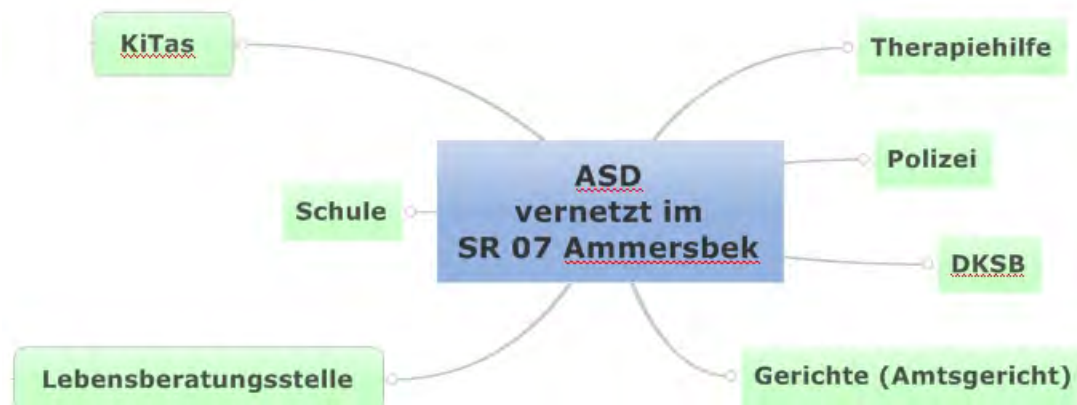 KiTas
Therapiehilfe
Polizei
ASD
vernetzt im
SR 07 Ammersbek
Schule
DKSB
Lebensberatungsstelle
Gerichte (Amtsgericht)